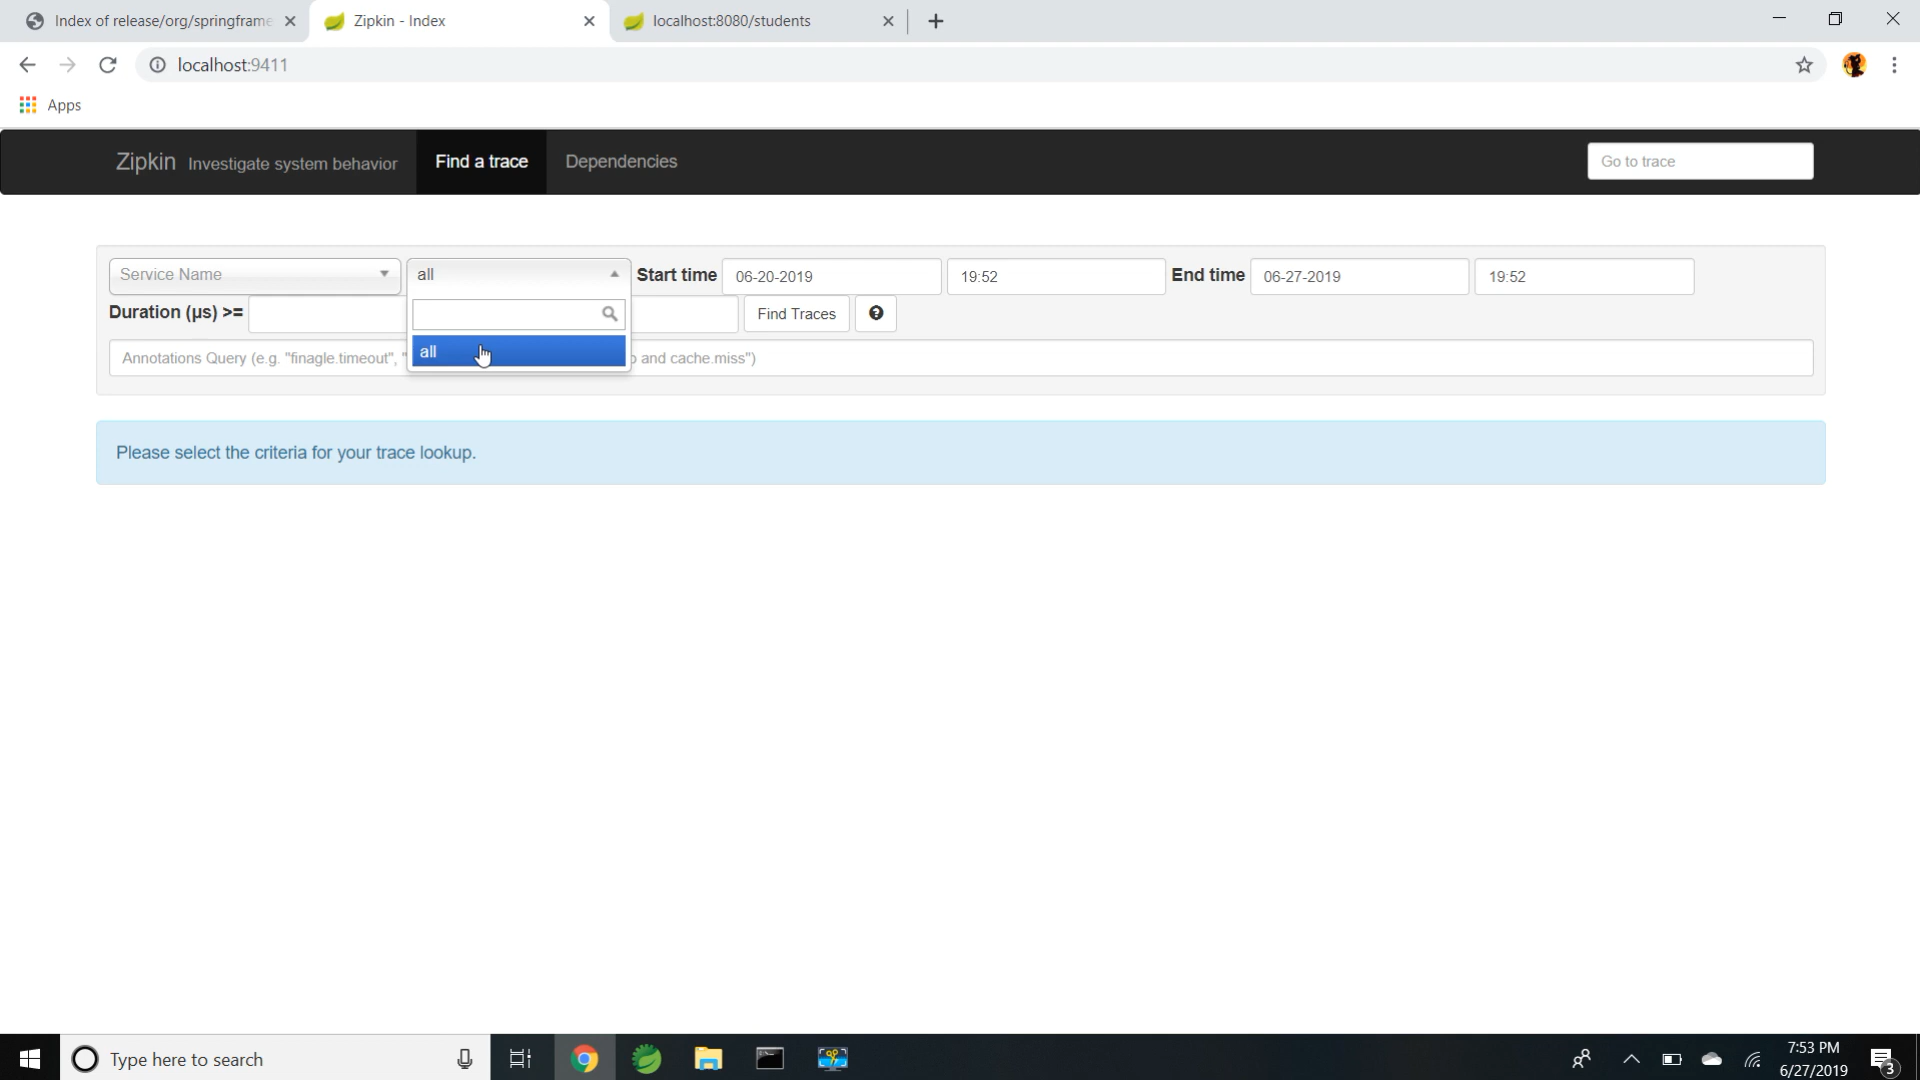 Index of release/org/springframe
Zipkin - Index
localhost:8080/students
localhost:9411
Apps
Zipkin Investigate system behavior Find a trace Dependencies Go to trace
Service Name all Start time 06-20-2019 19:52 End time 06-27-2019 19:52
Duration (μs) >= Find Traces
all
Annotations Query (e.g. "finagle.timeout", " and cache.miss")
Please select the criteria for your trace lookup.
Type here to search
7:53 PM
6/27/2019
3